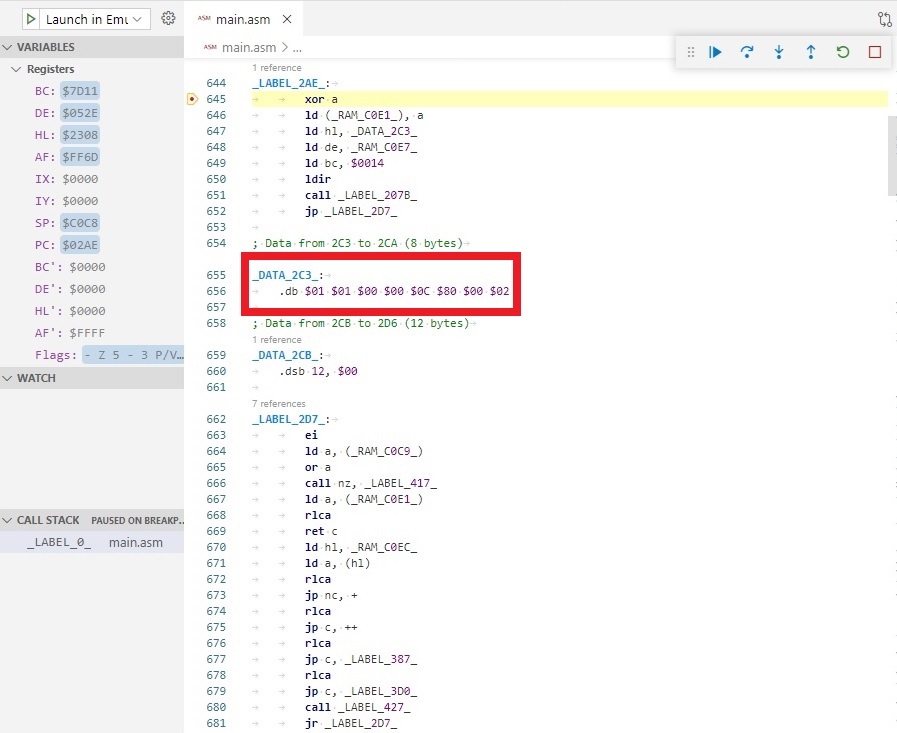 Launch in Emu
ASM main.asm
ASM main.asm > ...
VARIABLES
Registers
BC: $7D11
DE: $052E
HL: $2308
AF: $FF6D
IX: $0000
IY: $0000
SP: $C0C8
PC: $02AE
BC': $0000
DE': $0000
HL': $0000
AF': $FFFF
Flags: - Z 5 - 3 P/V…
WATCH
CALL STACK PAUSED ON BREAKP…
_LABEL_0_ main.asm
1 reference
644 _LABEL_2AE_:
645 xor a
646 ld (_RAM_C0E1_), a
647 ld hl, _DATA_2C3_
648 ld de, _RAM_C0E7_
649 ld bc, $0014
650 ldir
651 call _LABEL_207B_
652 jp _LABEL_2D7_
653
654 ; Data from 2C3 to 2CA (8 bytes)
655 _DATA_2C3_:
656 .db $01 $01 $00 $00 $0C $80 $00 $02
657
658 ; Data from 2CB to 2D6 (12 bytes)
1 reference
659 _DATA_2CB_:
660 .dsb 12, $00
661
7 references
662 _LABEL_2D7_:
663 ei
664 ld a, (_RAM_C0C9_)
665 or a
666 call nz, _LABEL_417_
667 ld a, (_RAM_C0E1_)
668 rlca
669 ret c
670 ld hl, _RAM_C0EC_
671 ld a, (hl)
672 rlca
673 jp nc, +
674 rlca
675 jp c, ++
676 rlca
677 jp c, _LABEL_387_
678 rlca
679 jp c, _LABEL_3D0_
680 call _LABEL_427_
681 jr _LABEL_2D7_